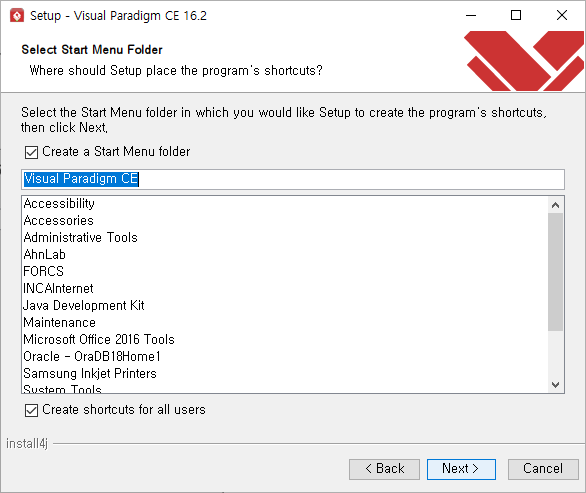 Setup - Visual Paradigm CE 16.2
Select Start Menu Folder
Where should Setup place the program's shortcuts?
Select the Start Menu folder in which you would like Setup to create the program's shortcuts,
then click Next.
Create a Start Menu folder
Visual Paradigm CE
Accessibility
Accessories
Administrative Tools
AhnLab
FORCS
INCAInternet
Java Development Kit
Maintenance
Microsoft Office 2016 Tools
Oracle - OraDB18Home1
Samsung Inkjet Printers
System Tools
Create shortcuts for all users
install4j
< Back
Next >
Cancel